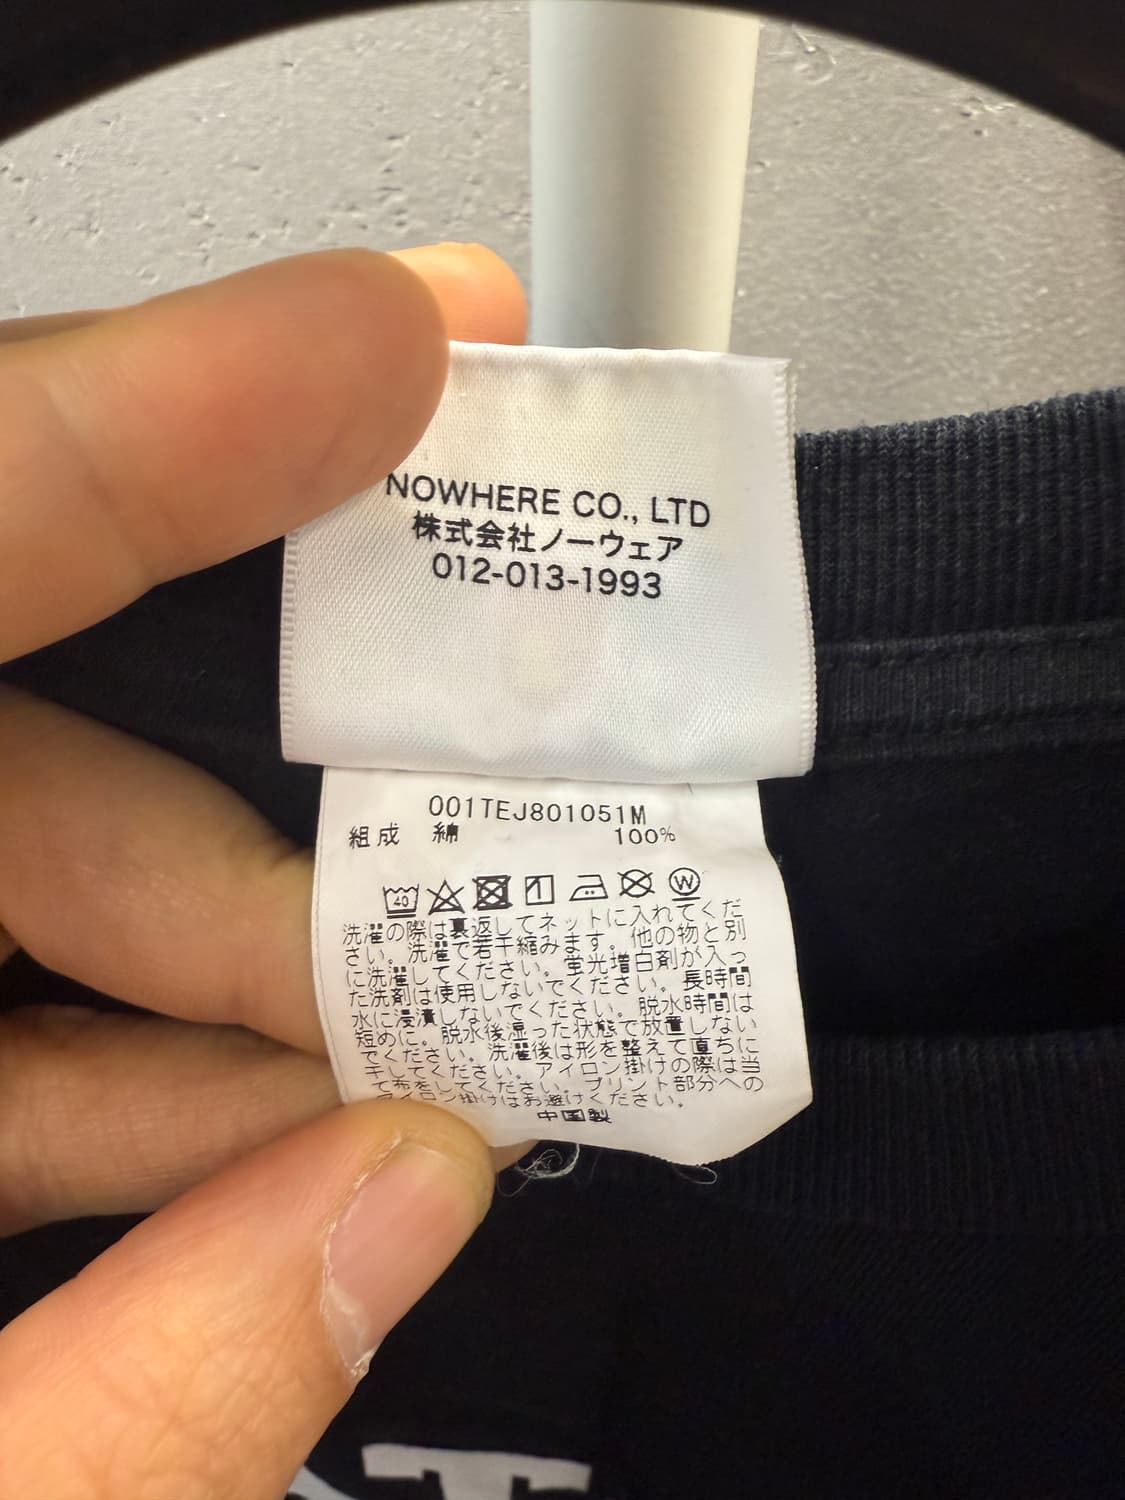 NOWHERE CO., LTD
株式会社ノーウェア
012-013-1993
001TEJ801051M
組成 綿 100%
40 W
洗濯の際は裏返してネットに入れてくだ
さい。洗濯で若干縮みます。他の物と別
に洗濯してください。蛍光増白剤が入っ
た洗剤は使用しないでください。長時間
水に浸漬しないでください。脱水時間は
短めに。脱水後湿った状態で放置しない
でください。洗濯後は形を整えて直ちに
干してください。アイロン掛けの際は当
て布をしてください。プリント部分への
アイロン掛けはお避けください。
中国製
T